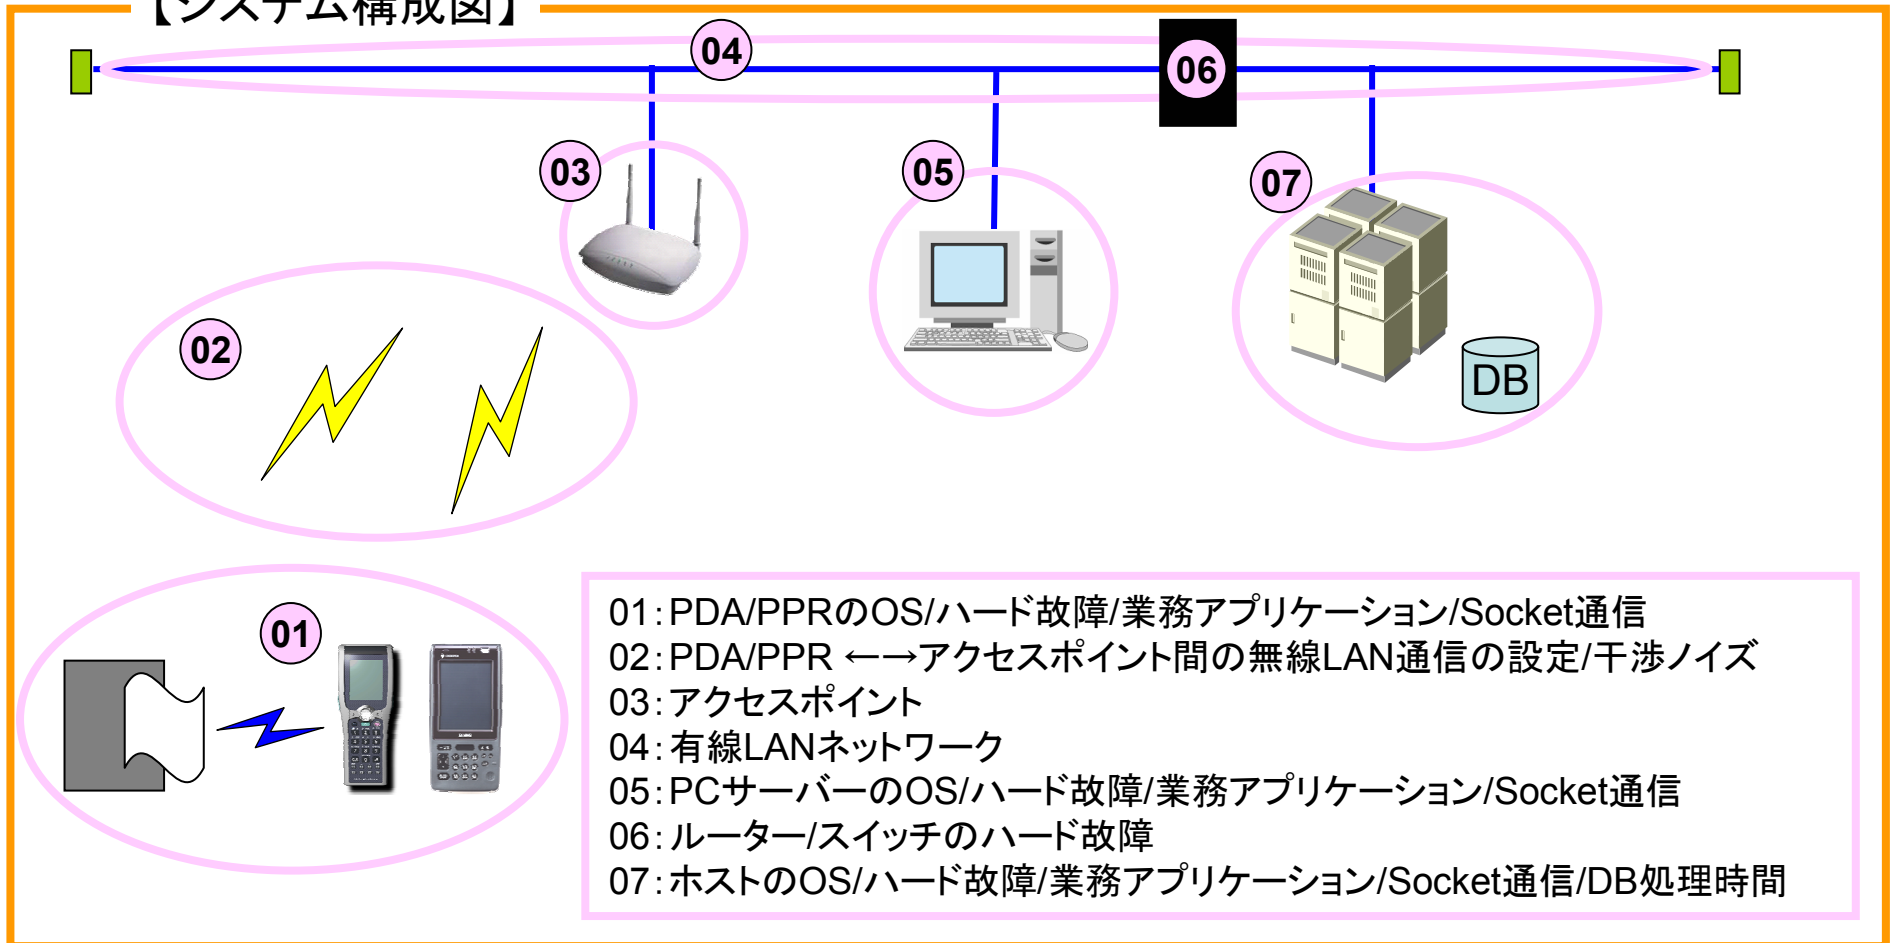 【システム構成図】
04
06
03
05
07
02
DB
01
01：PDA/PPRのOS/ハード故障/業務アプリケーション/Socket通信
02：PDA/PPR ←→アクセスポイント間の無線LAN通信の設定/干渉ノイズ
03：アクセスポイント
04：有線LANネットワーク
05：PCサーバーのOS/ハード故障/業務アプリケーション/Socket通信
06：ルーター/スイッチのハード故障
07：ホストのOS/ハード故障/業務アプリケーション/Socket通信/DB処理時間